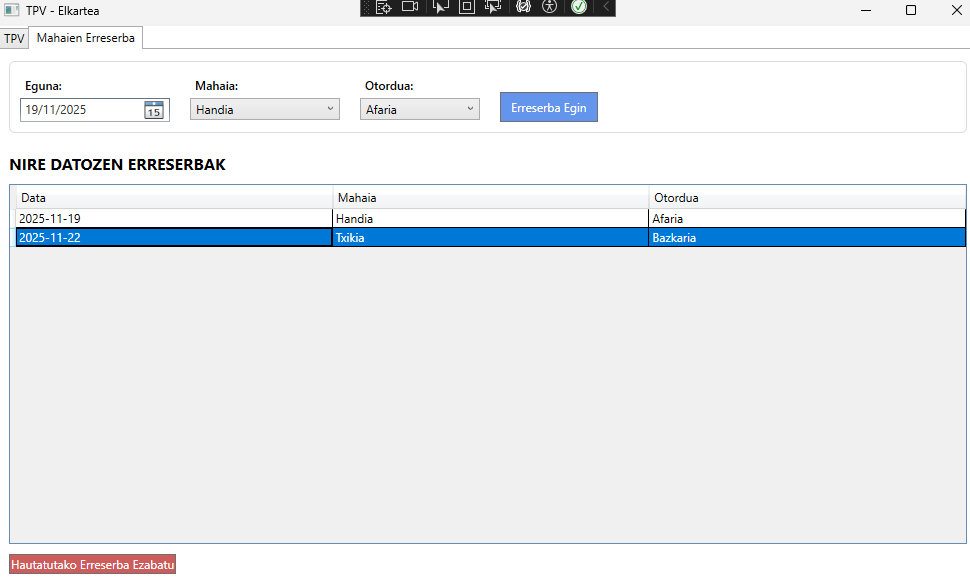 TPV - Elkartea
TPV Mahaien Erreserba
Eguna: Mahaia: Otordua:
19/11/2025 15 Handia Afaria Erreserba Egin
NIRE DATOZEN ERRESERBAK
Data Mahaia Otordua
2025-11-19 Handia Afaria
2025-11-22 Txikia Bazkaria
Hautatutako Erreserba Ezabatu